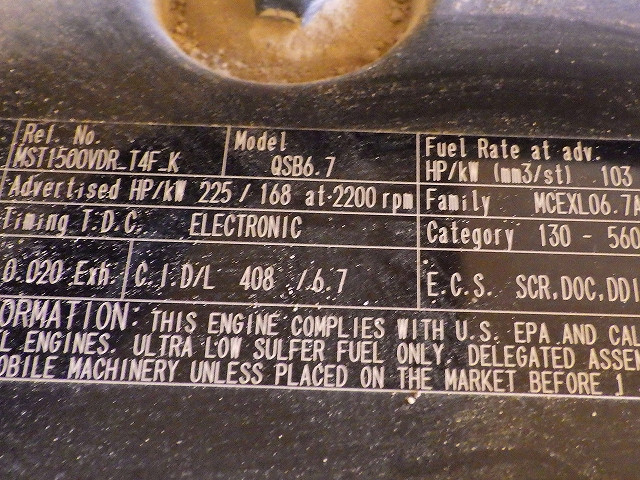 Rel. No.
MST1500VDR_T4F_K
Model
QSB6.7
Fuel Rate at adv.
HP/kW (mm3/st) 103
Advertised HP/kW 225 / 168 at 2200 rpm
Family MCEXL06.7
Timing T.D.C. ELECTRONIC
Category 130 - 560
0.020 Exh.
C.I.D/L 408 /6.7
E.C.S. SCR,DOC,DDI
ORMATION: THIS ENGINE COMPLIES WITH U.S. EPA AND CAL
L ENGINES. ULTRA LOW SULFER FUEL ONLY. DELEGATED ASSE
OBILE MACHINERY UNLESS PLACED ON THE MARKET BEFORE 1